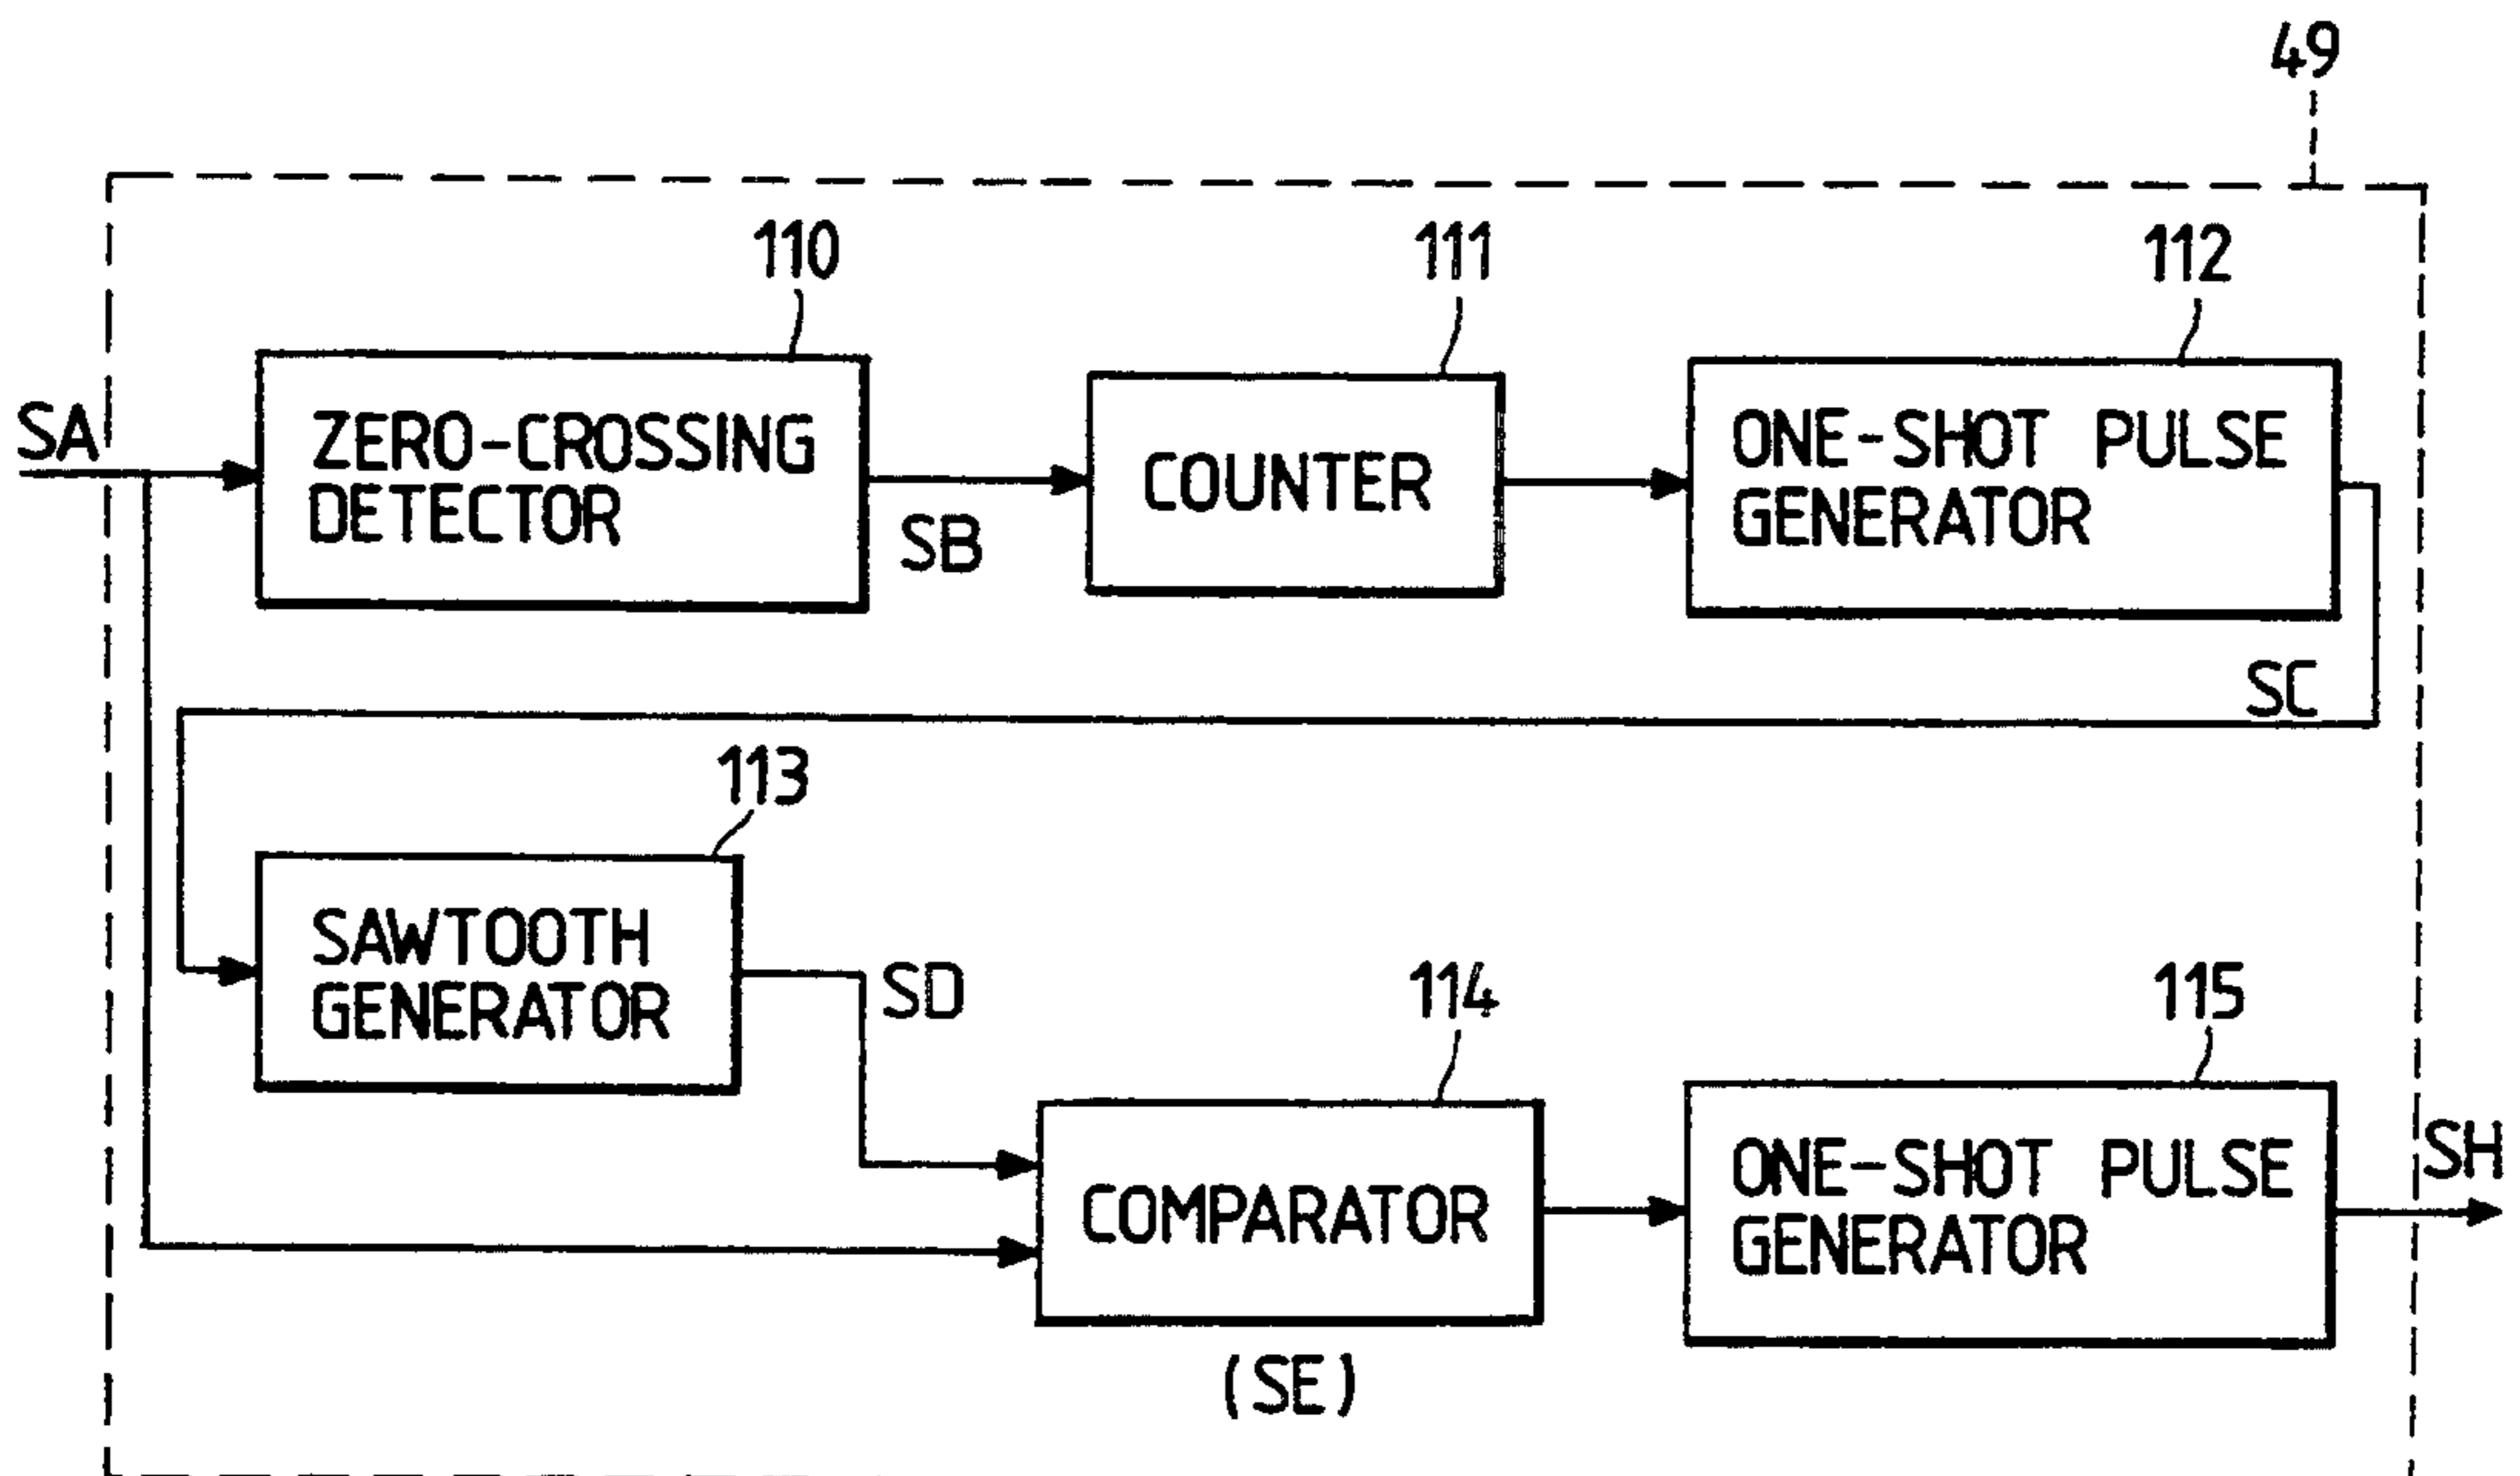 49
110
111
112
SA
ZERO-CROSSING
DETECTOR
SB
COUNTER
ONE-SHOT PULSE
GENERATOR
SC
113
SAWTOOTH
GENERATOR
SD
114
115
COMPARATOR
(SE)
ONE-SHOT PULSE
GENERATOR
SH